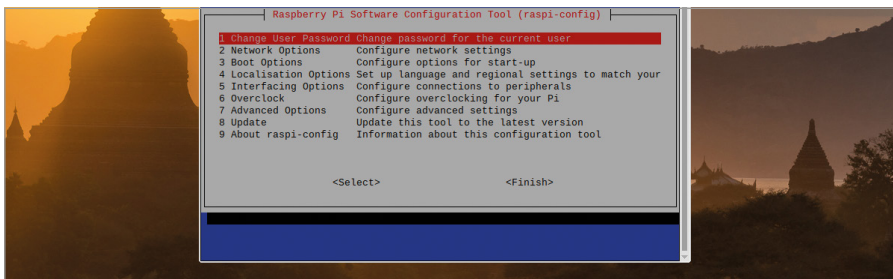 Raspberry Pi Software Configuration Tool (raspi-config)
1 Change User Password Change password for the current user
2 Network Options Configure network settings
3 Boot Options Configure options for start-up
4 Localisation Options Set up language and regional settings to match your
5 Interfacing Options Configure connections to peripherals
6 Overclock Configure overclocking for your Pi
7 Advanced Options Configure advanced settings
8 Update Update this tool to the latest version
9 About raspi-config Information about this configuration tool
<Select> <Finish>